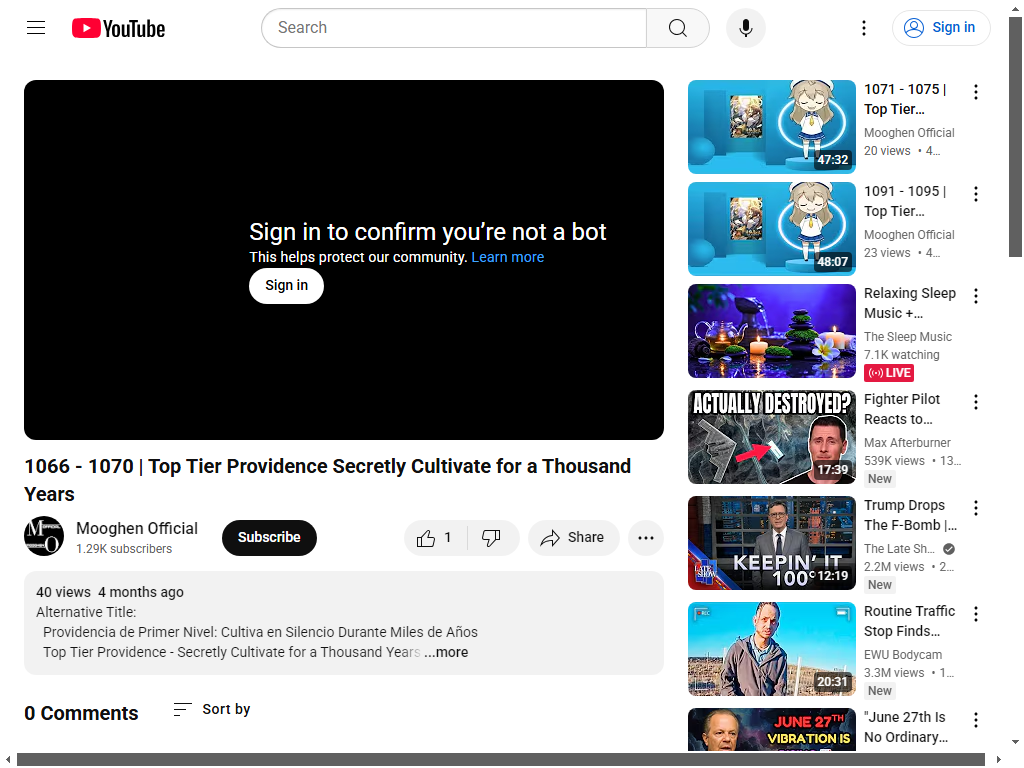 YouTube
Search
Sign in
Sign in to confirm you’re not a bot
This helps protect our community. Learn more
Sign in
1066 - 1070 | Top Tier Providence Secretly Cultivate for a Thousand
Years
Mooghen Official
1.29K subscribers
Subscribe
1
Share
40 views 4 months ago
Alternative Title:
Providencia de Primer Nivel: Cultiva en Silencio Durante Miles de Años
Top Tier Providence - Secretly Cultivate for a Thousand Years ...more
0 Comments
Sort by
47:32
1071 - 1075 |
Top Tier…
Mooghen Official
20 views • 4…
48:07
1091 - 1095 |
Top Tier…
Mooghen Official
23 views • 4…
Relaxing Sleep
Music +…
The Sleep Music
7.1K watching
LIVE
ACTUALLY DESTROYED?
17:39
Fighter Pilot
Reacts to…
Max Afterburner
539K views • 13…
New
LATE SHOW
KEEPIN' IT
100%
12:19
Trump Drops
The F-Bomb |…
The Late Sh…
2.2M views • 2…
New
REC
20:31
Routine Traffic
Stop Finds…
EWU Bodycam
3.3M views • 1…
New
JUNE 27TH
VIBRATION IS
"June 27th Is
No Ordinary…